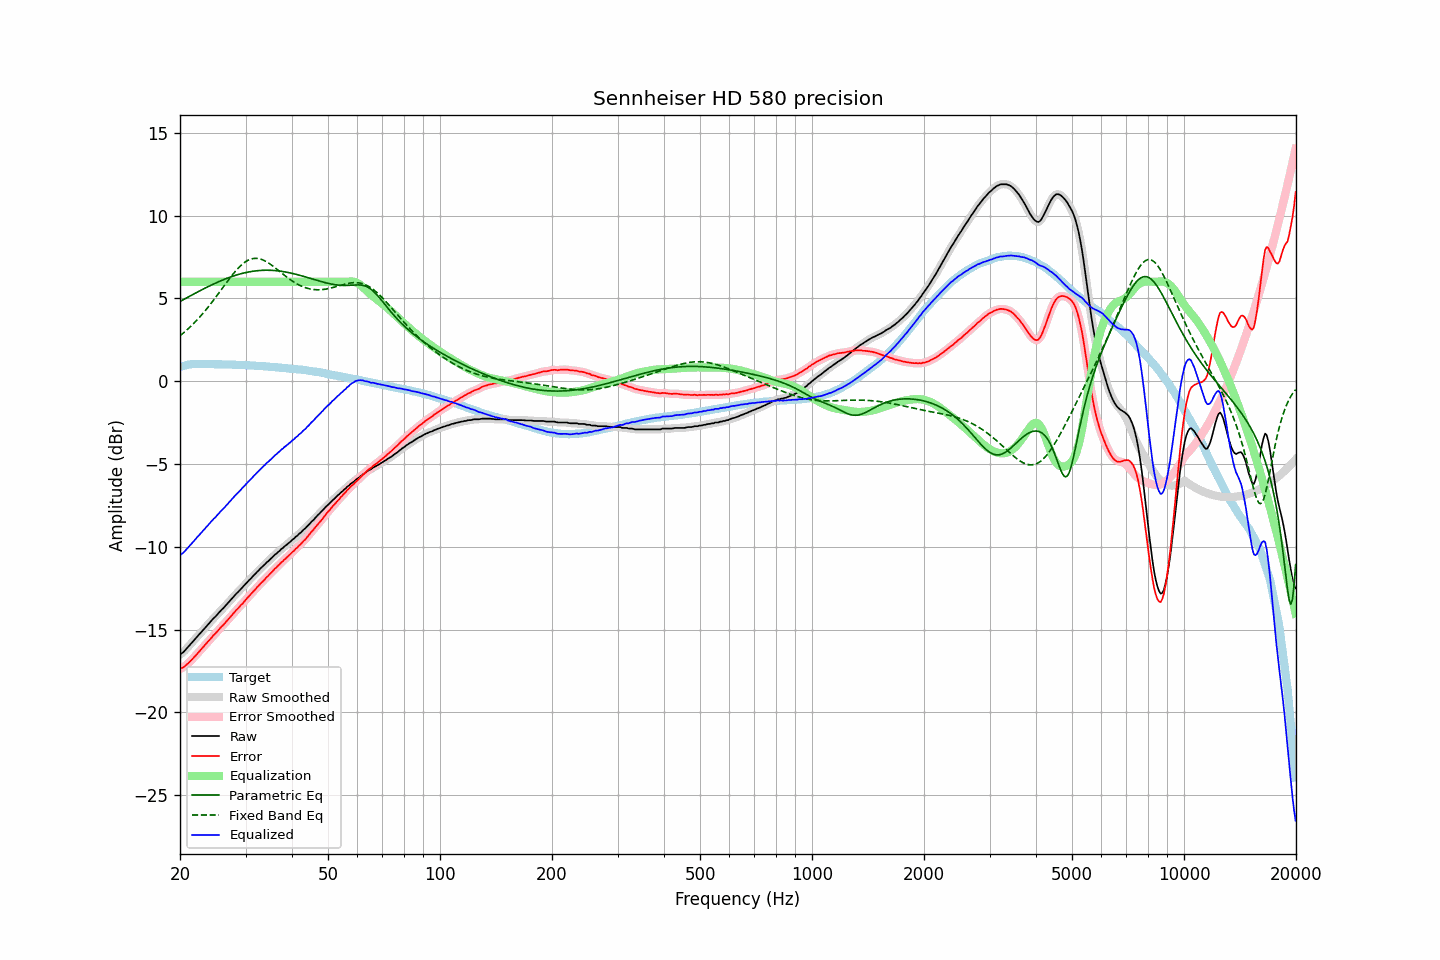 Sennheiser HD 580 precision
Amplitude (dBr)
15
10
5
0
−5
−10
−15
−20
−25
Target
Raw Smoothed
Error Smoothed
Raw
Error
Equalization
Parametric Eq
Fixed Band Eq
Equalized
20 50 100 200 500 1000 2000 5000 10000 20000
Frequency (Hz)